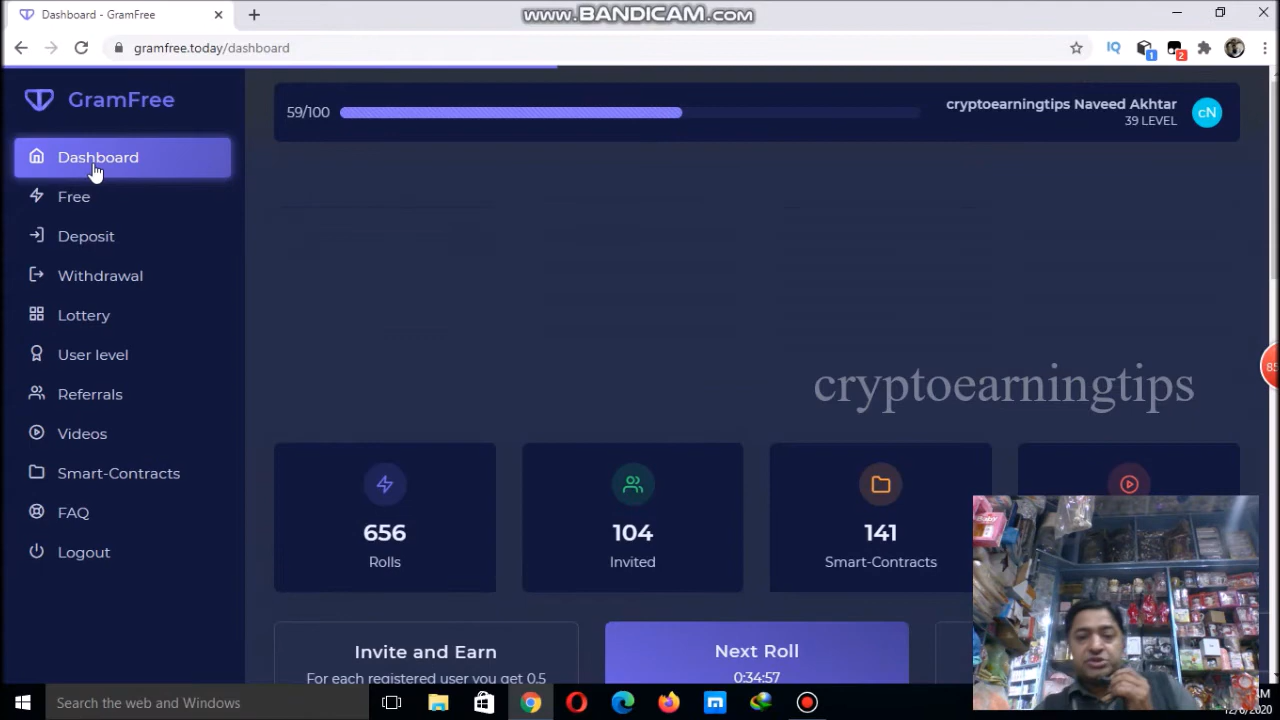 Dashboard - GramFree
www.BANDICAM.com
gramfree.today/dashboard
1
2
GramFree
59/100
cryptoearningtips Naveed Akhtar
39 LEVEL
cN
Dashboard
Free
Deposit
Withdrawal
Lottery
User level
Referrals
Videos
Smart-Contracts
FAQ
Logout
cryptoearningtips
656
Rolls
104
Invited
141
Smart-Contracts
Invite and Earn
For each registered user you get 0.5
Next Roll
0:34:57
Search the web and Windows